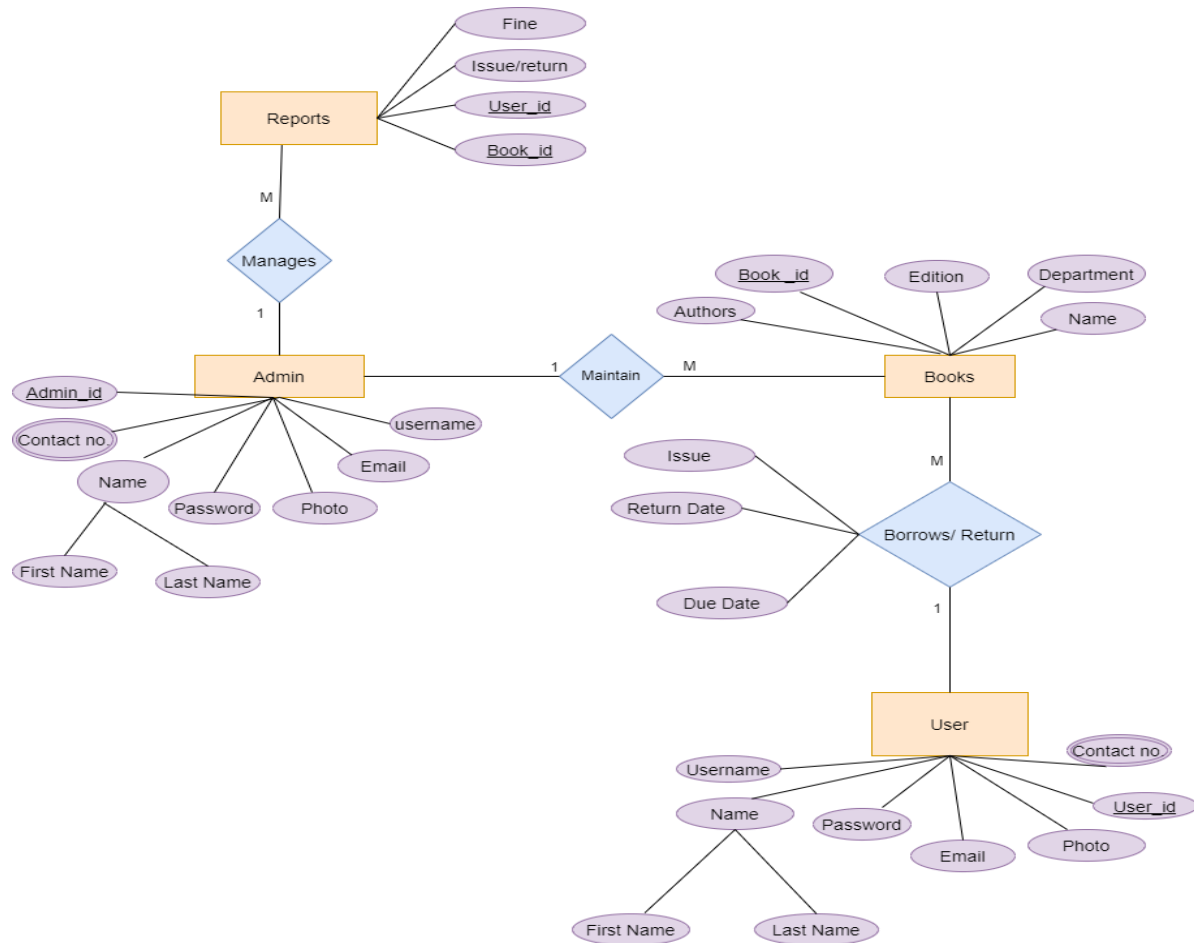 Fine
Issue/return
Reports
User_id
Book_id
M
Manages
1
Book _id
Edition
Department
Authors
Name
Admin
1
Maintain
M
Books
Admin_id
username
Contact no.
Email
Name
Password
Photo
First Name
Last Name
M
Issue
Return Date
Borrows/ Return
Due Date
1
User
Contact no
Username
User_id
Name
Password
Photo
Email
First Name
Last Name